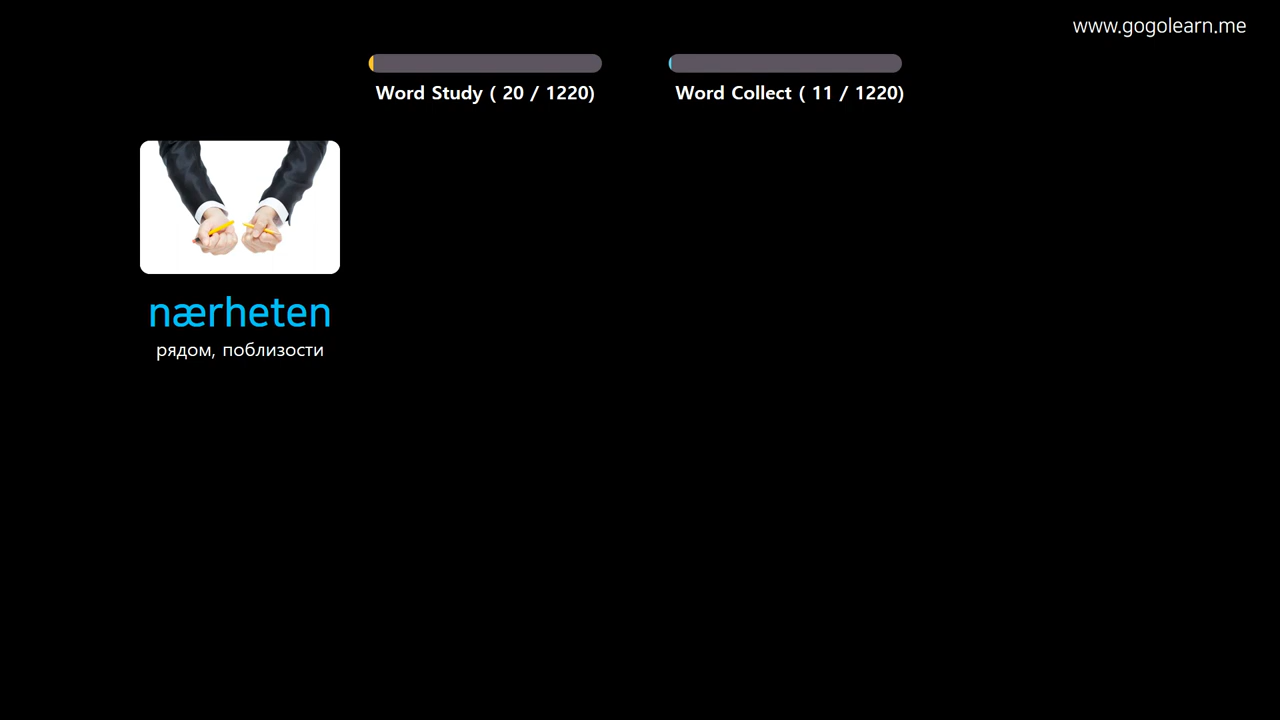 www.gogolearn.me
Word Study ( 20 / 1220)
Word Collect ( 11 / 1220)
nærheten
рядом, поблизости